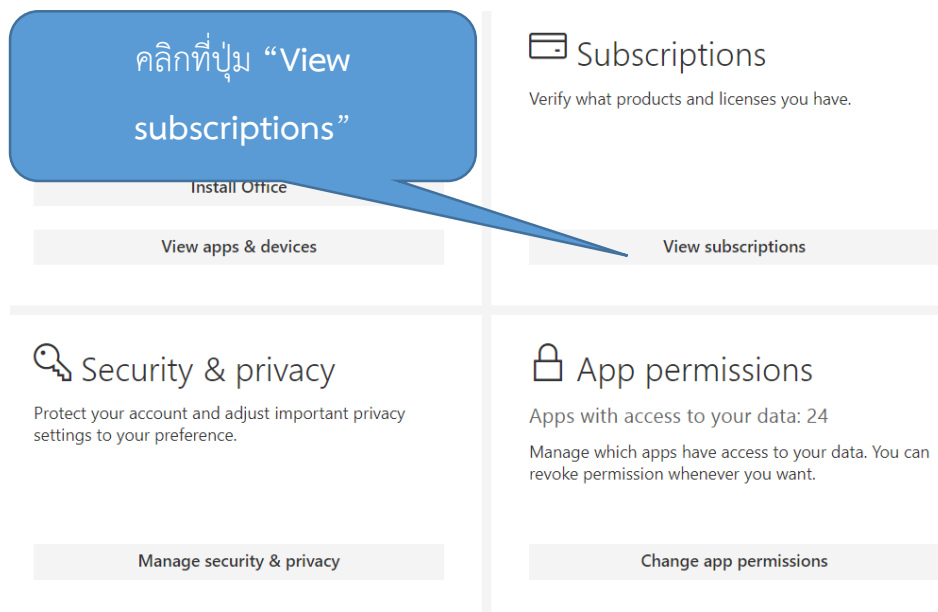 คลิกที่ปุ่ม “View
subscriptions”
Install Office
View apps & devices
Subscriptions
Verify what products and licenses you have.
View subscriptions
Security & privacy
Protect your account and adjust important privacy
settings to your preference.
Manage security & privacy
App permissions
Apps with access to your data: 24
Manage which apps have access to your data. You can
revoke permission whenever you want.
Change app permissions